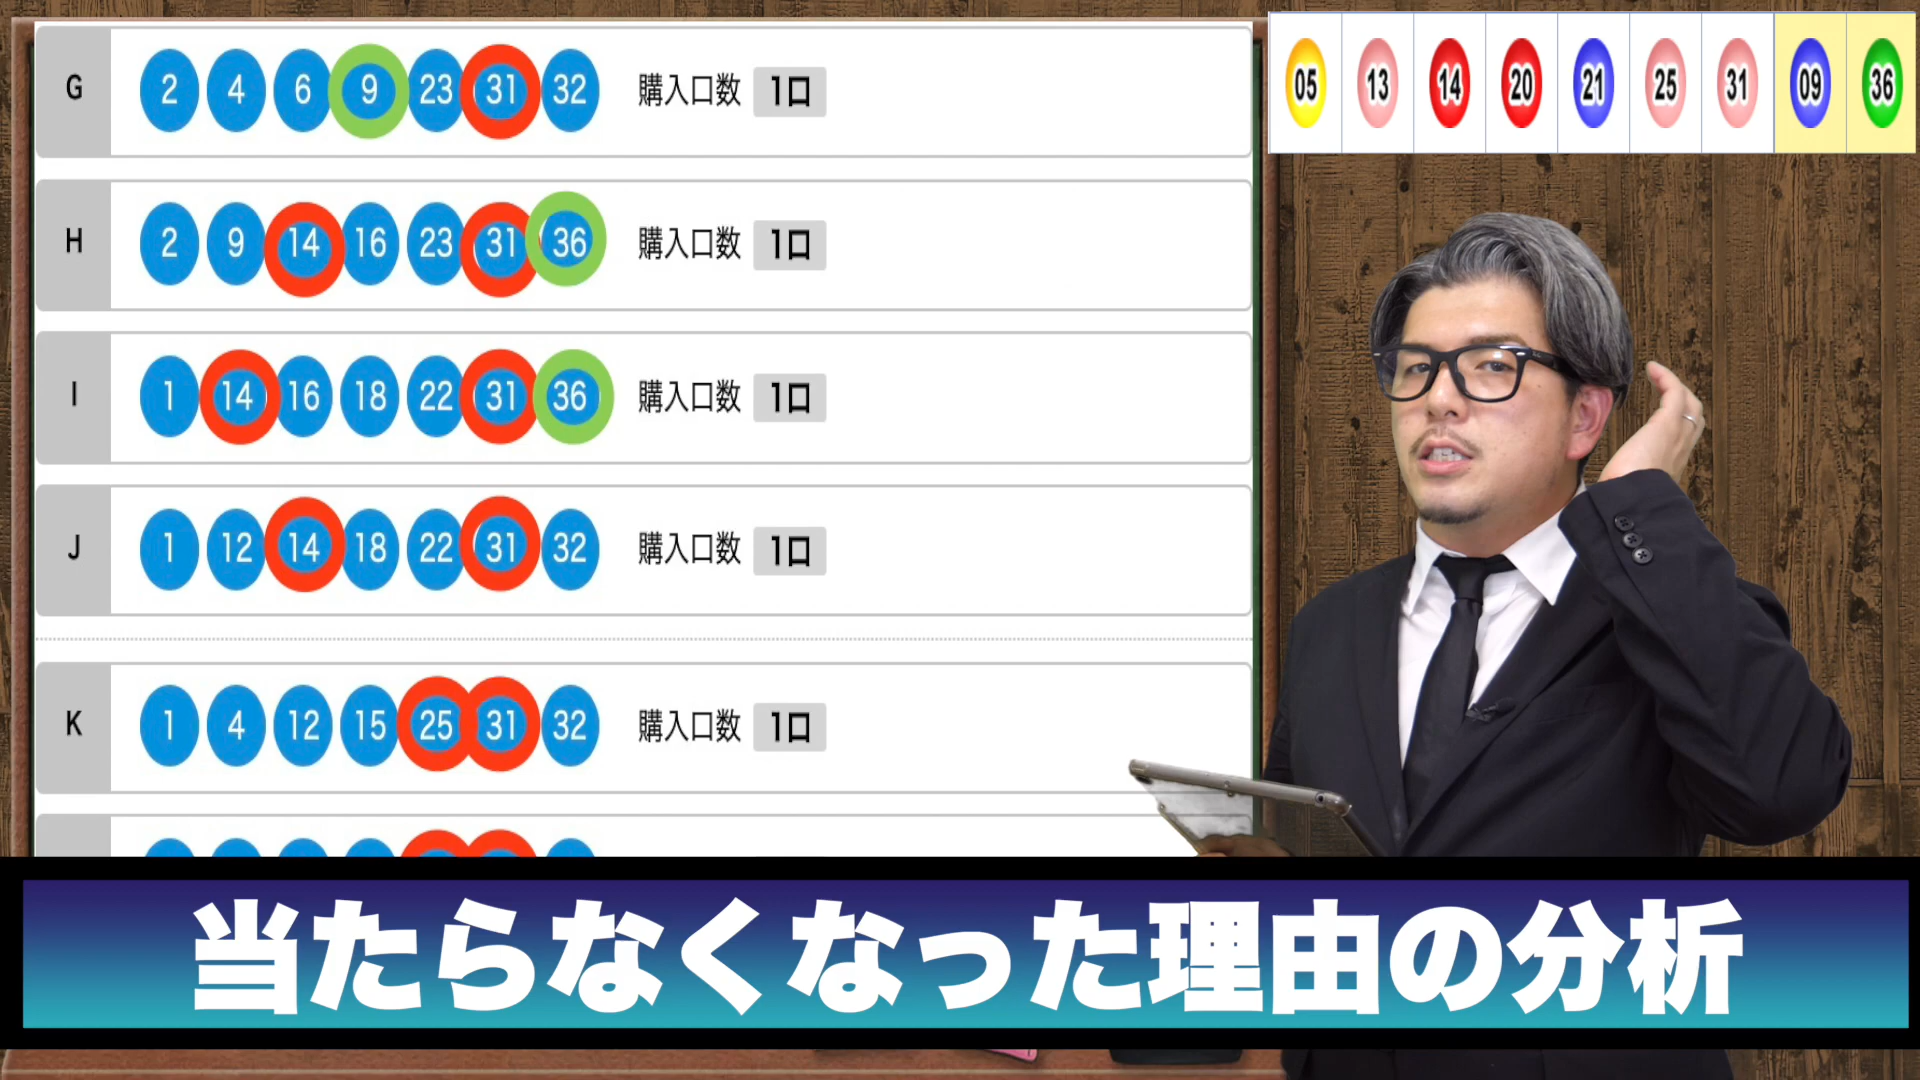 G 2 4 6 9 23 31 32 購入口数 1口
05 13 14 20 21 25 31 09 36
H 2 9 14 16 23 31 36 購入口数 1口
I 1 14 16 18 22 31 36 購入口数 1口
J 1 12 14 18 22 31 32 購入口数 1口
K 1 4 12 15 25 31 32 購入口数 1口
当たらなくなった理由の分析